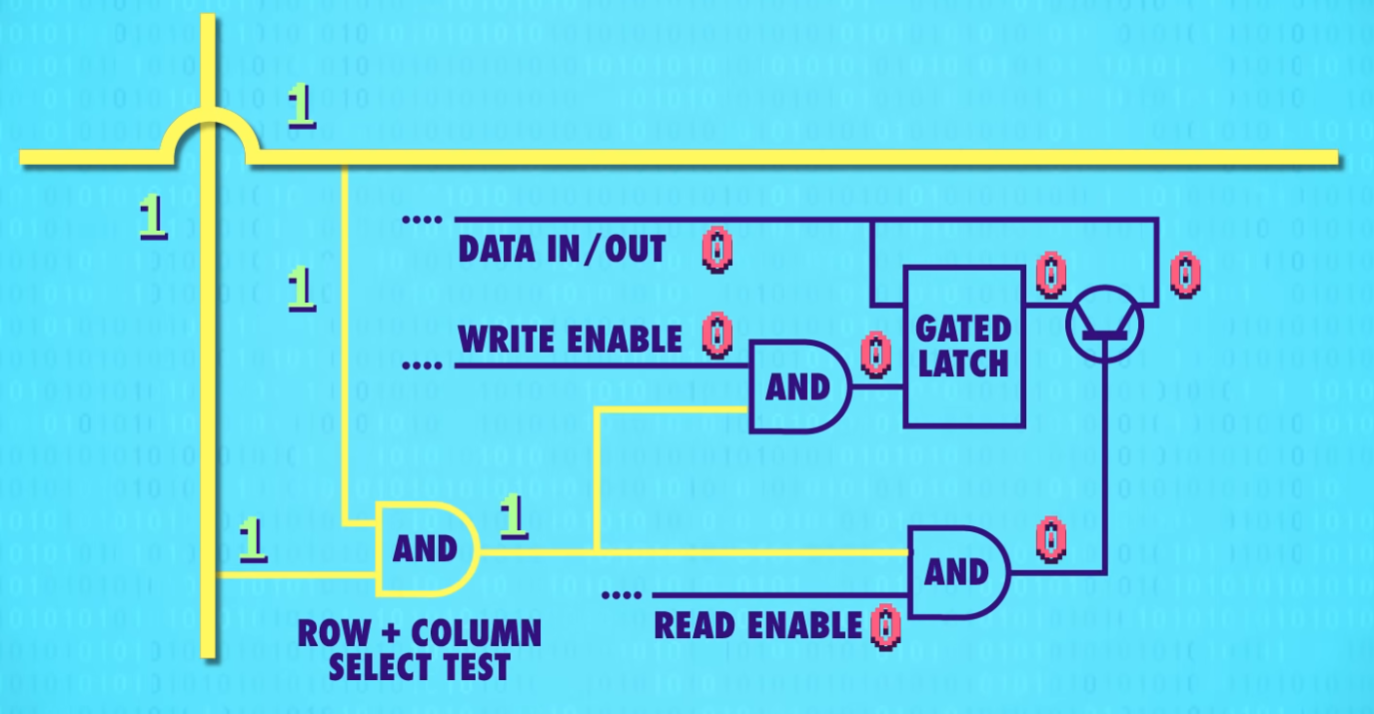 1
1
DATA IN/OUT 0
0
0
1
WRITE ENABLE 0
0
GATED
LATCH
AND
1
AND
1
0
AND
READ ENABLE 0
ROW + COLUMN
SELECT TEST